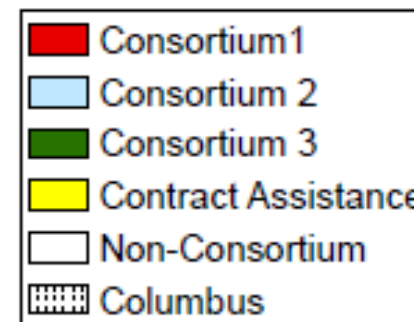 Consortium1
Consortium 2
Consortium 3
Contract Assistance
Non-Consortium
Columbus